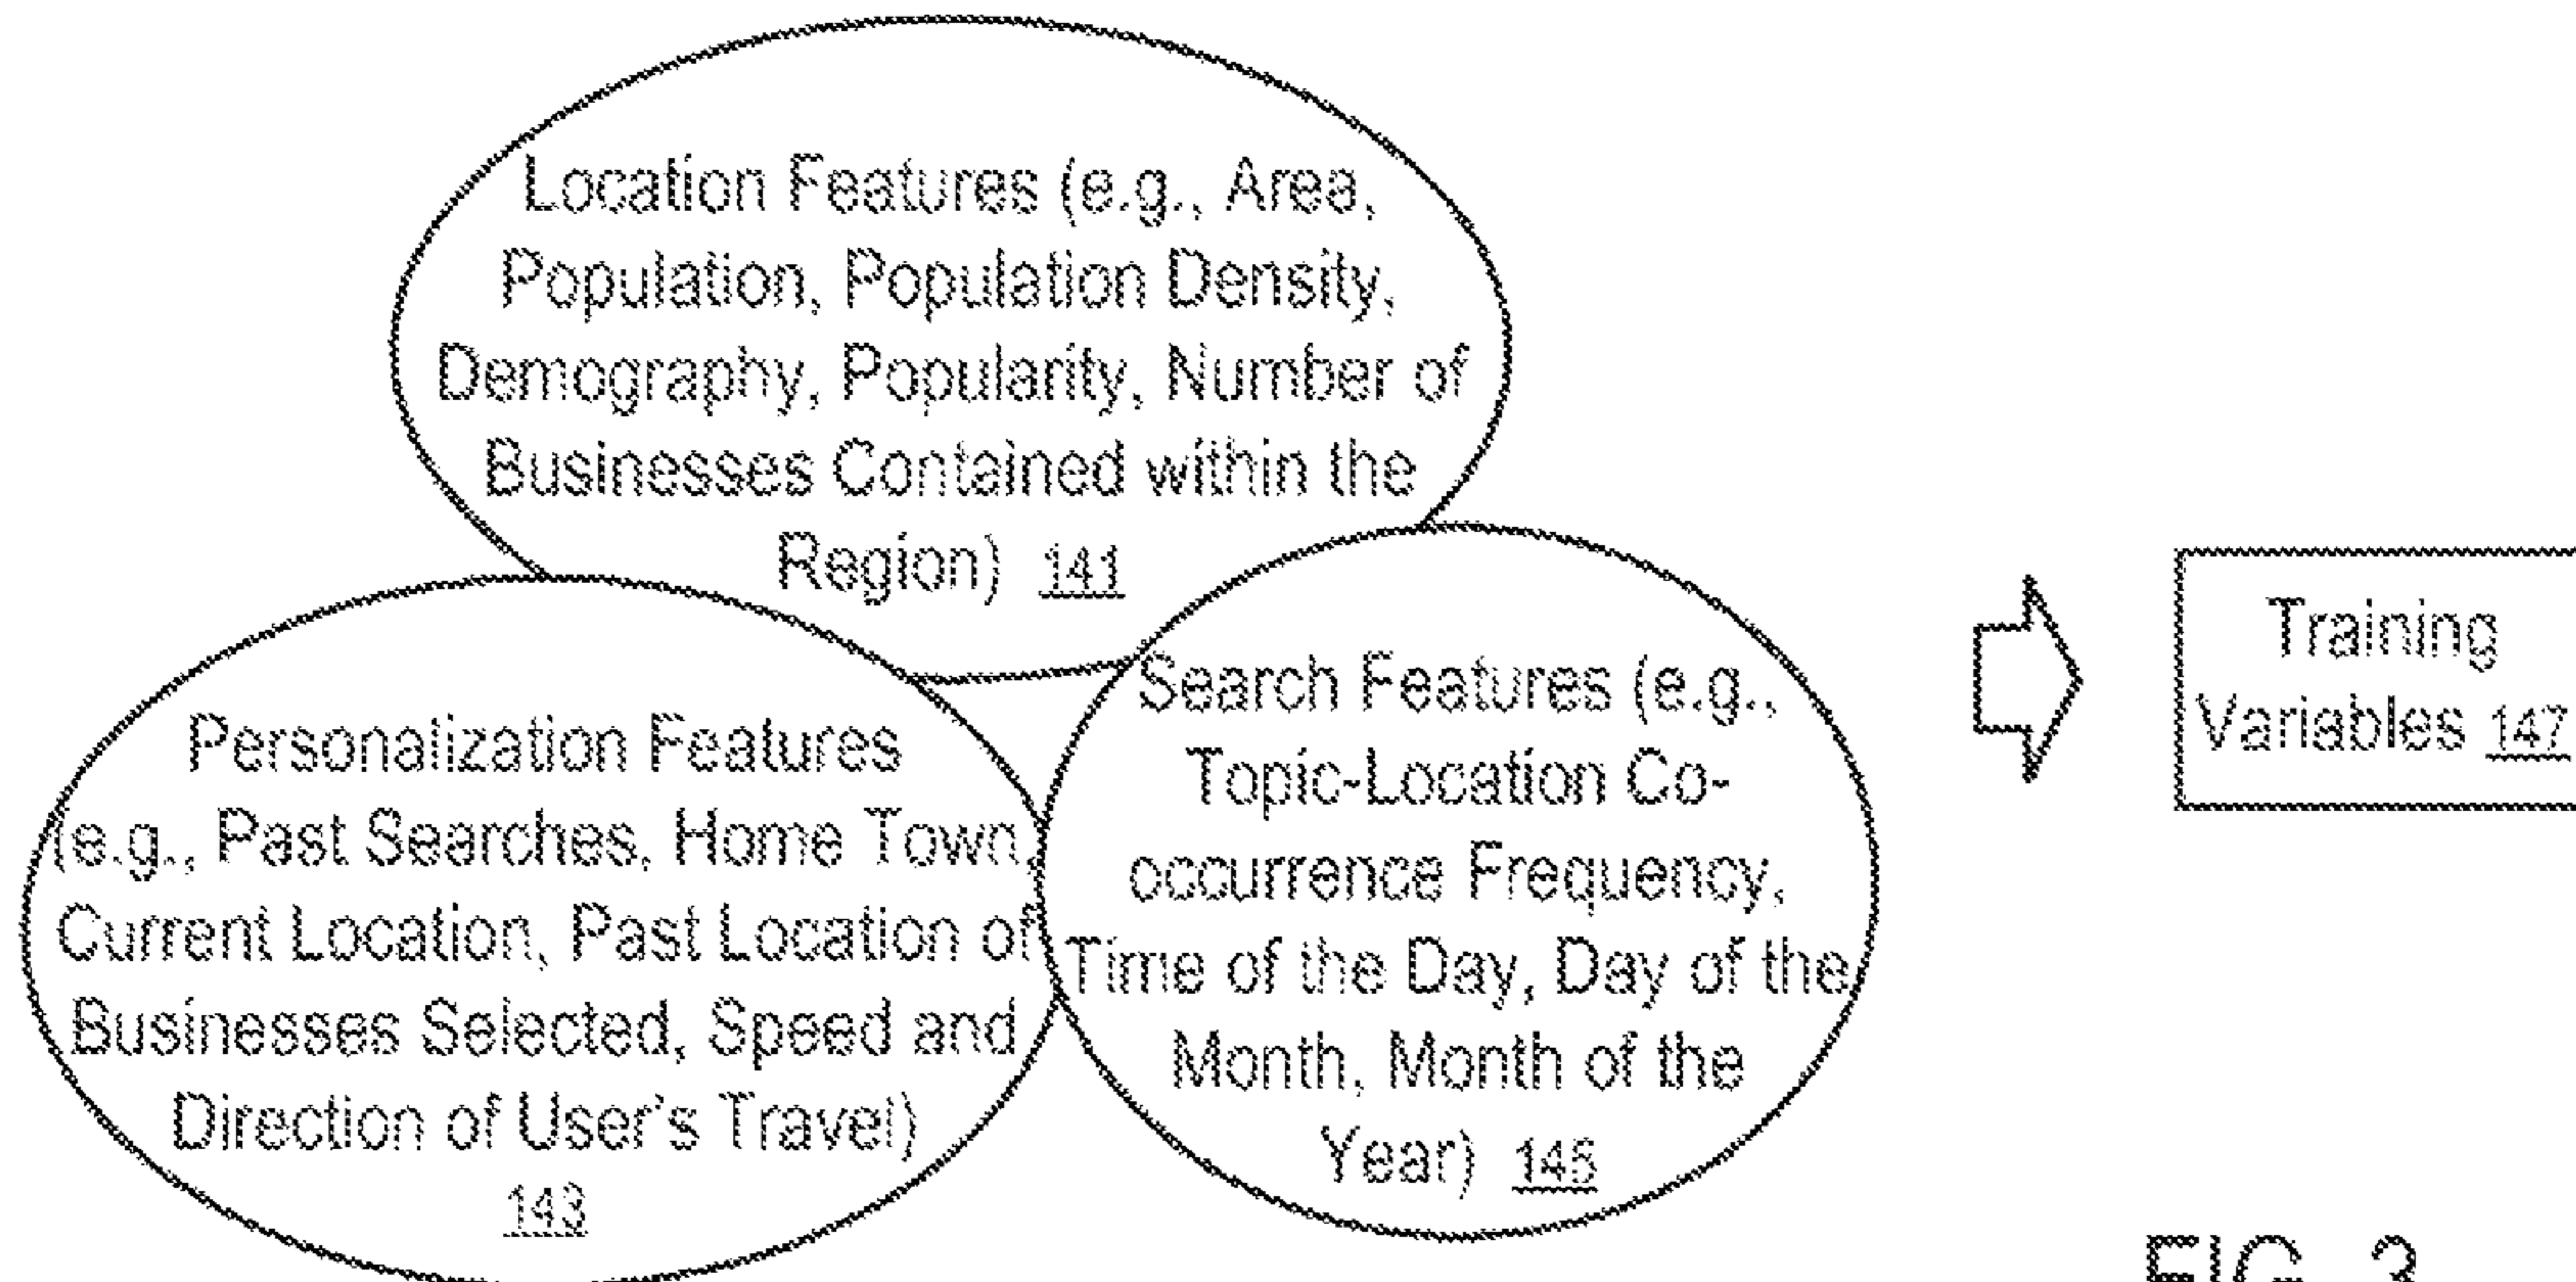 Location Features (e.g., Area,
Population, Population Density,
Demography, Popularity, Number of
Businesses Contained within the
Region) 141
Personalization Features
(e.g., Past Searches, Home Town,
Current Location, Past Location of
Businesses Selected, Speed and
Direction of User's Travel)
143
Search Features (e.g.,
Topic-Location Co-
occurrence Frequency,
Time of the Day, Day of the
Month, Month of the
Year) 145
Training
Variables 147
FIG. 3